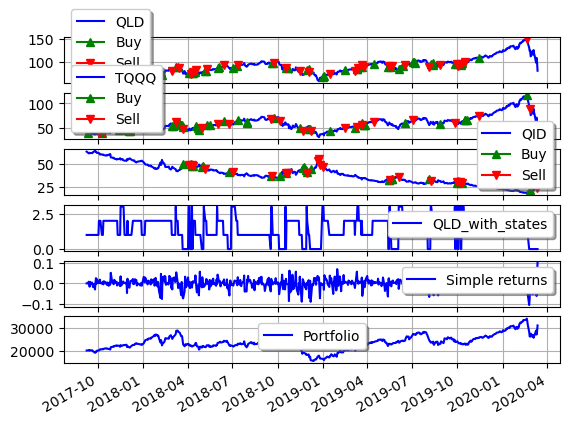 QLD
Buy
Sell
150
100
TQQQ
Buy
Sell
100
50
QID
Buy
Sell
50
25
QLD_with_states
2.5
0.0
Simple returns
0.1
0.0
−0.1
Portfolio
30000
20000
2017-10 2018-01 2018-04 2018-07 2018-10 2019-01 2019-04 2019-07 2019-10 2020-01 2020-04